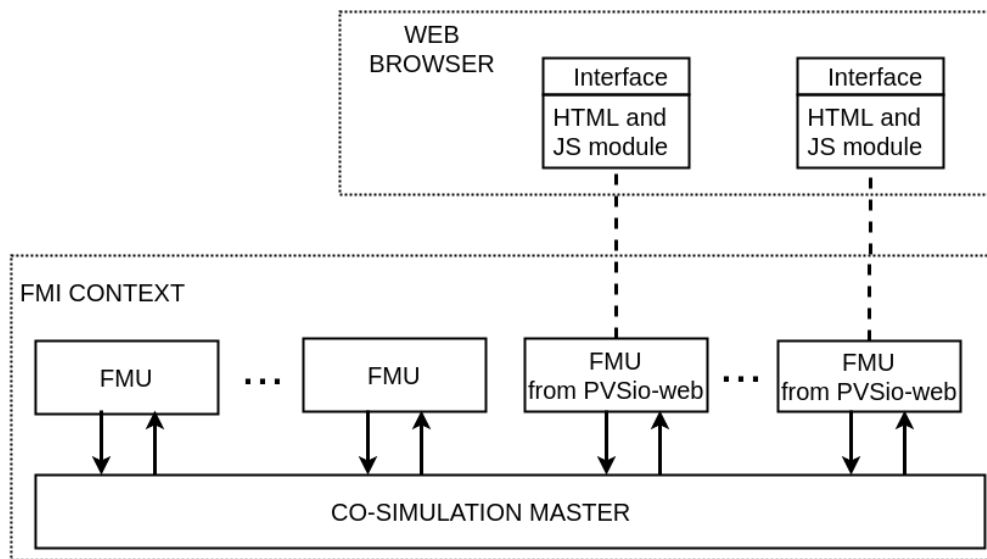 WEB
BROWSER
Interface
HTML and
JS module
Interface
HTML and
JS module
FMI CONTEXT
FMU
...
FMU
FMU
from PVSio-web
...
FMU
from PVSio-web
CO-SIMULATION MASTER